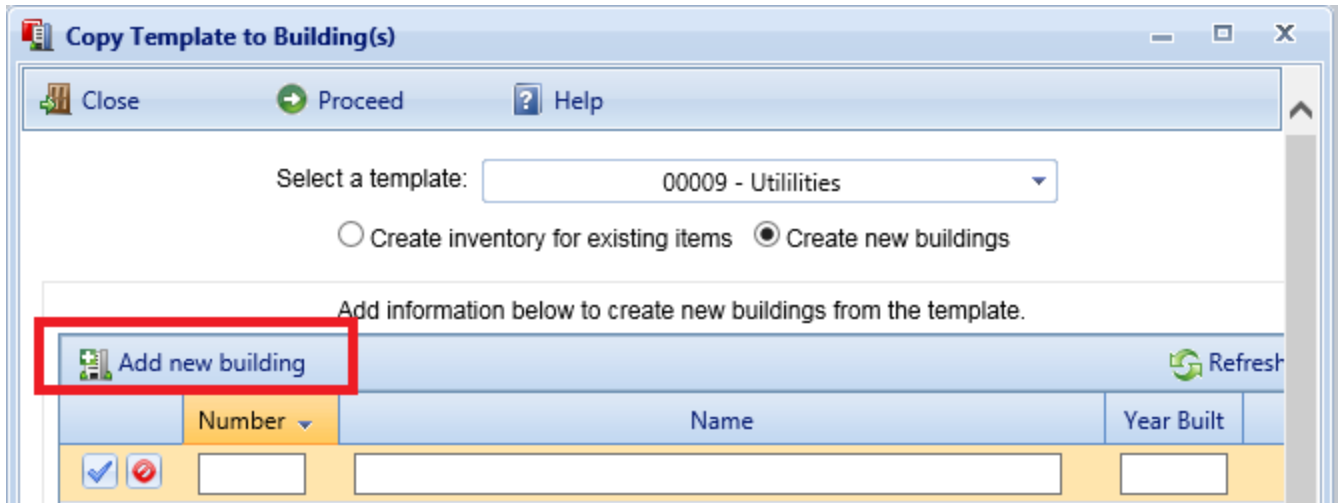 Copy Template to Building(s)
Close Proceed Help
Select a template: 00009 - Utililities
Create inventory for existing items Create new buildings
Add information below to create new buildings from the template.
Add new building Refresh
Number Name Year Built